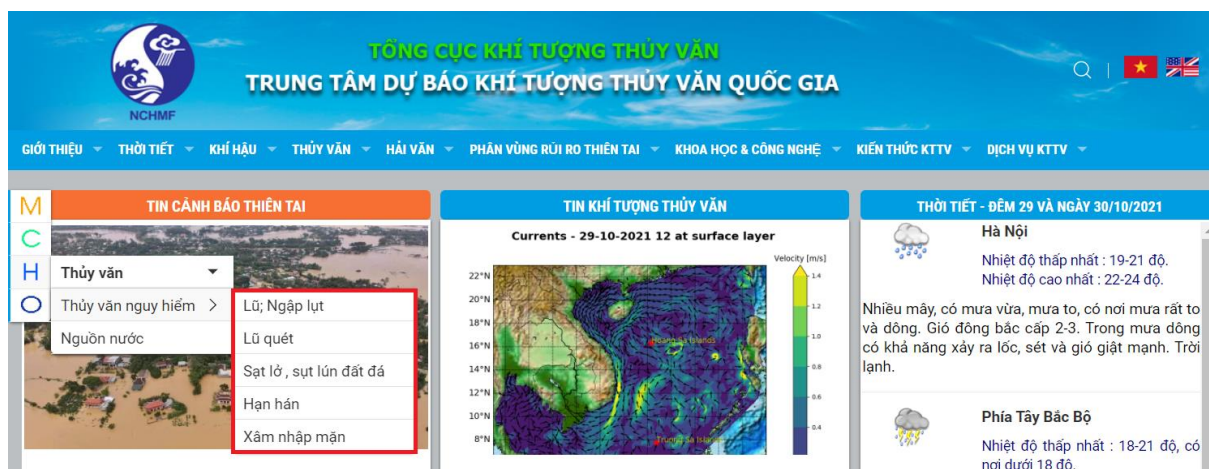 TỔNG CỤC KHÍ TƯỢNG THỦY VĂN
TRUNG TÂM DỰ BÁO KHÍ TƯỢNG THỦY VĂN QUỐC GIA
NCHMF
GIỚI THIỆU THỜI TIẾT KHÍ HẬU THỦY VĂN HẢI VĂN PHÂN VÙNG RỦI RO THIÊN TAI KHOA HỌC & CÔNG NGHỆ KIẾN THỨC KTTV DỊCH VỤ KTTV
M
C
H
O
TIN CẢNH BÁO THIÊN TAI
Thủy văn
Thủy văn nguy hiểm >
Nguồn nước
Lũ; Ngập lụt
Lũ quét
Sạt lở , sụt lún đất đá
Hạn hán
Xâm nhập mặn
TIN KHÍ TƯỢNG THỦY VĂN
Currents - 29-10-2021 12 at surface layer
Velocity [m/s]
22°N
20°N
18°N
16°N
14°N
12°N
10°N
8°N
1.4
1.2
1.0
0.8
0.6
0.4
Hoang Sa Islands
Truong Sa Islands
THỜI TIẾT - ĐÊM 29 VÀ NGÀY 30/10/2021
Hà Nội
Nhiệt độ thấp nhất : 19-21 độ.
Nhiệt độ cao nhất : 22-24 độ.
Nhiều mây, có mưa vừa, mưa to, có nơi mưa rất to
và dông. Gió đông bắc cấp 2-3. Trong mưa dông
có khả năng xảy ra lốc, sét và gió giật mạnh. Trời
lạnh.
Phía Tây Bắc Bộ
Nhiệt độ thấp nhất : 18-21 độ, có
nơi dưới 18 độ.